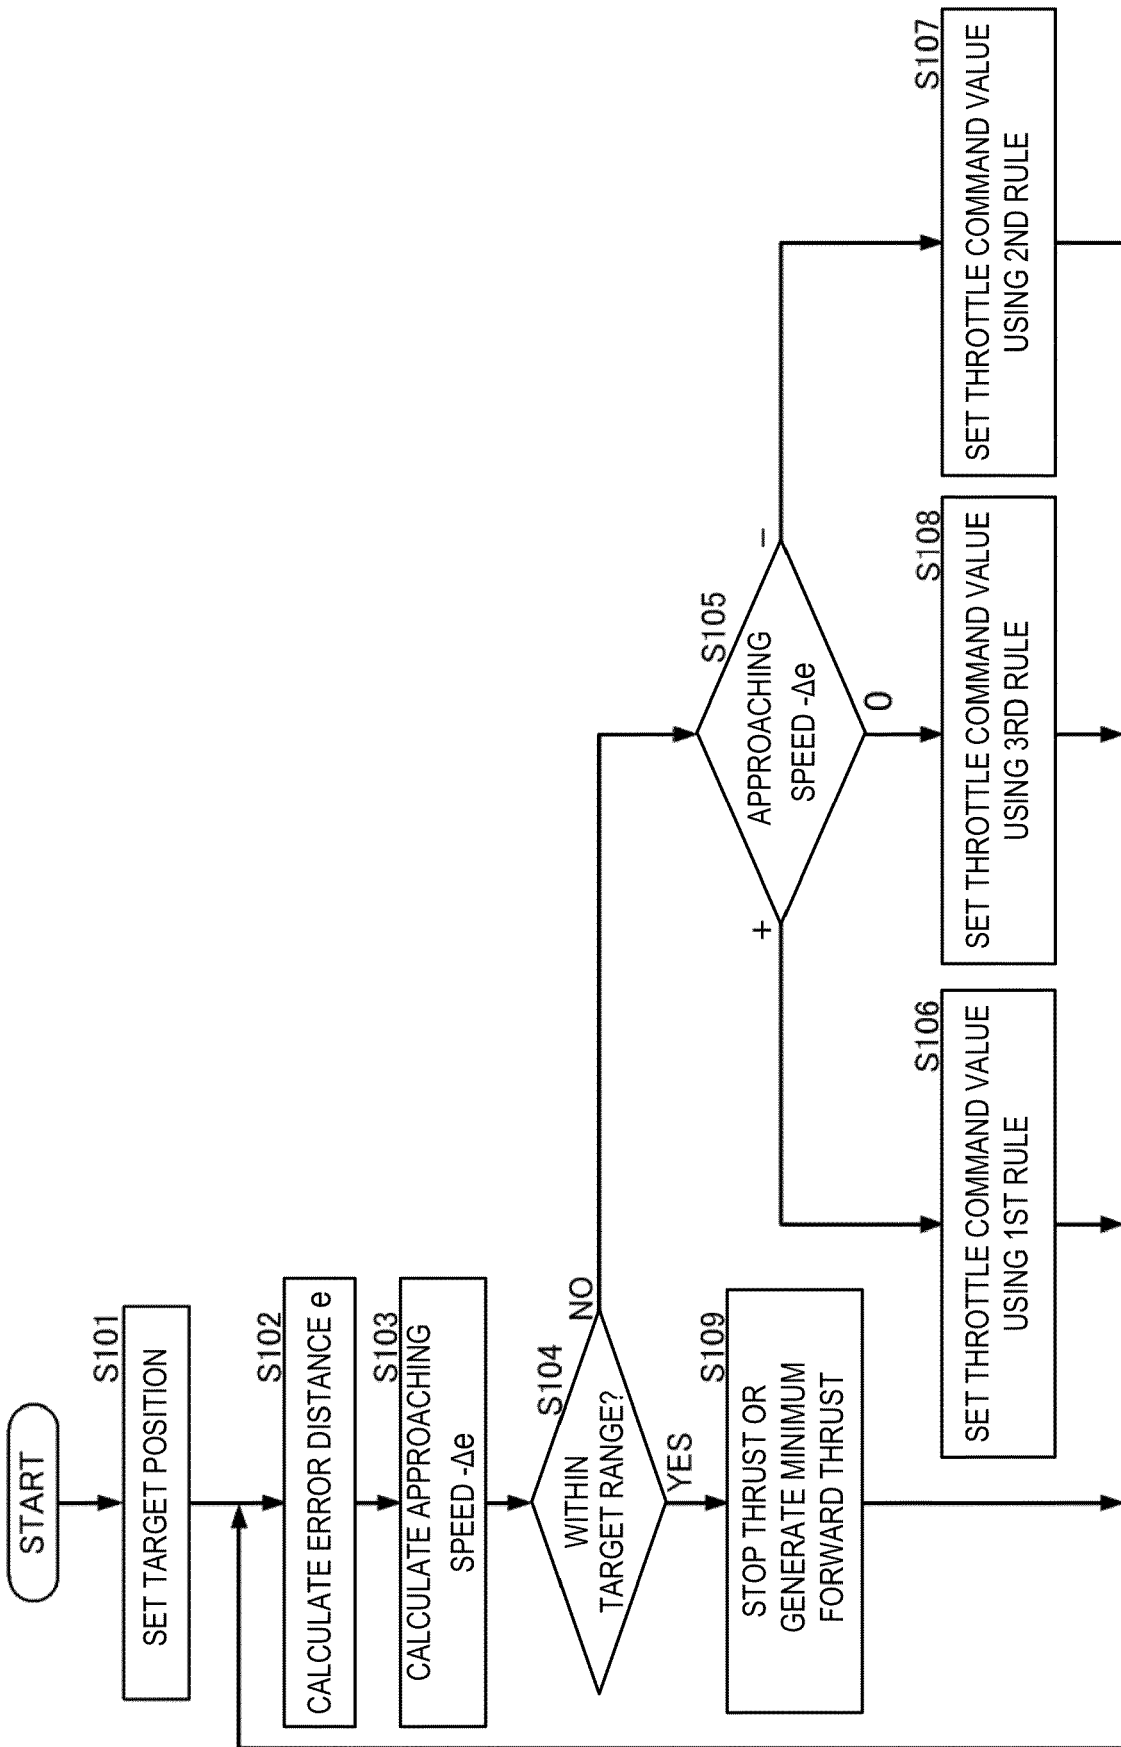 START
S101
SET TARGET POSITION
S102
CALCULATE ERROR DISTANCE e
S103
CALCULATE APPROACHING
SPEED -Δe
S104
WITHIN
TARGET RANGE?
NO
YES
S109
STOP THRUST OR
GENERATE MINIMUM
FORWARD THRUST
S105
APPROACHING
SPEED -Δe
+
0
−
S106
SET THROTTLE COMMAND VALUE
USING 1ST RULE
S108
SET THROTTLE COMMAND VALUE
USING 3RD RULE
S107
SET THROTTLE COMMAND VALUE
USING 2ND RULE